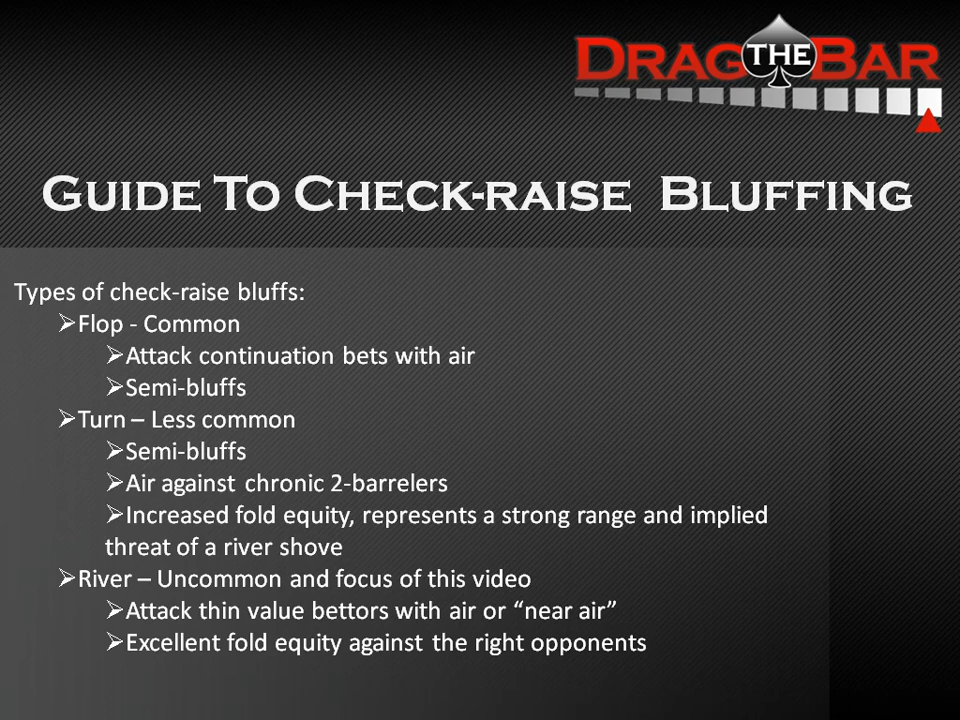 DRAG THE BAR
GUIDE TO CHECK-RAISE BLUFFING
Types of check-raise bluffs:
➢Flop - Common
➢Attack continuation bets with air
➢Semi-bluffs
➢Turn – Less common
➢Semi-bluffs
➢Air against chronic 2-barrelers
➢Increased fold equity, represents a strong range and implied
threat of a river shove
➢River – Uncommon and focus of this video
➢Attack thin value bettors with air or “near air”
➢Excellent fold equity against the right opponents